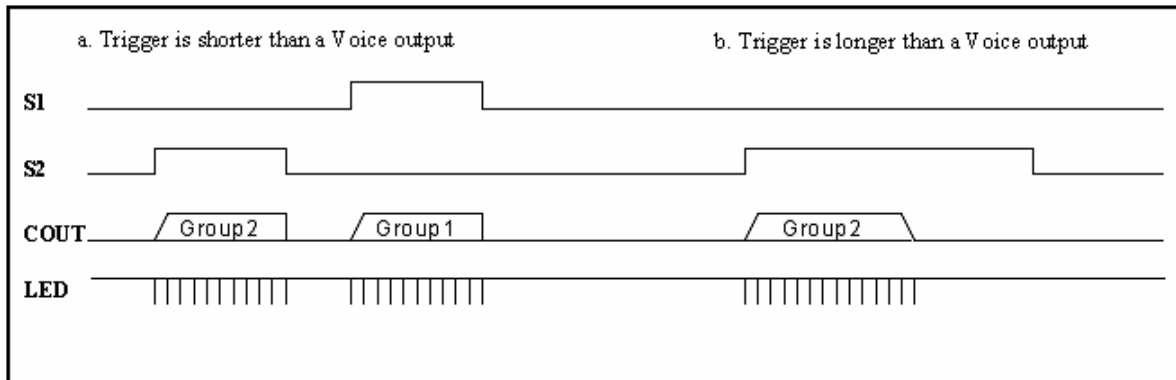 a. Trigger is shorter than a Voice output
b. Trigger is longer than a Voice output
S1
S2
COUT
Group2
Group1
Group2
LED